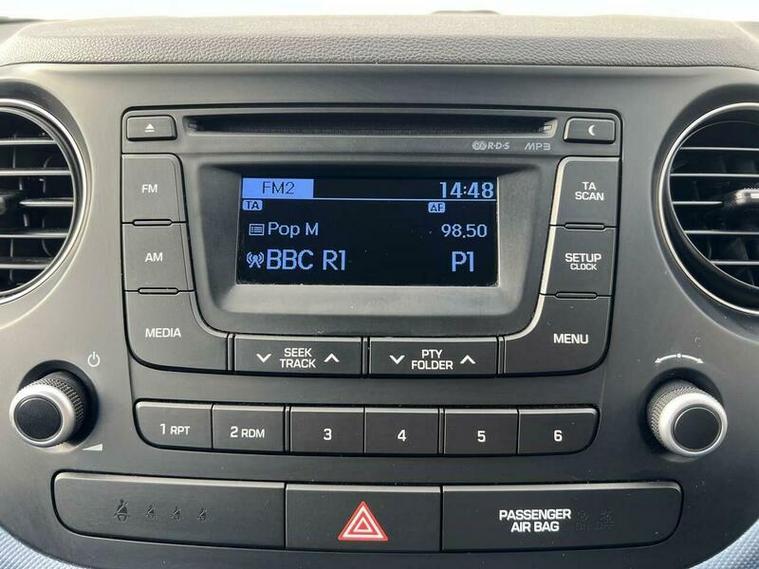 R·D·S MP3
FM2 14:48
TA AF
Pop M 98.50
BBC R1 P1
FM
AM
MEDIA
TA
SCAN
SETUP
CLOCK
MENU
SEEK
TRACK
PTY
FOLDER
1 RPT
2 RDM
3
4
5
6
PASSENGER
AIR BAG